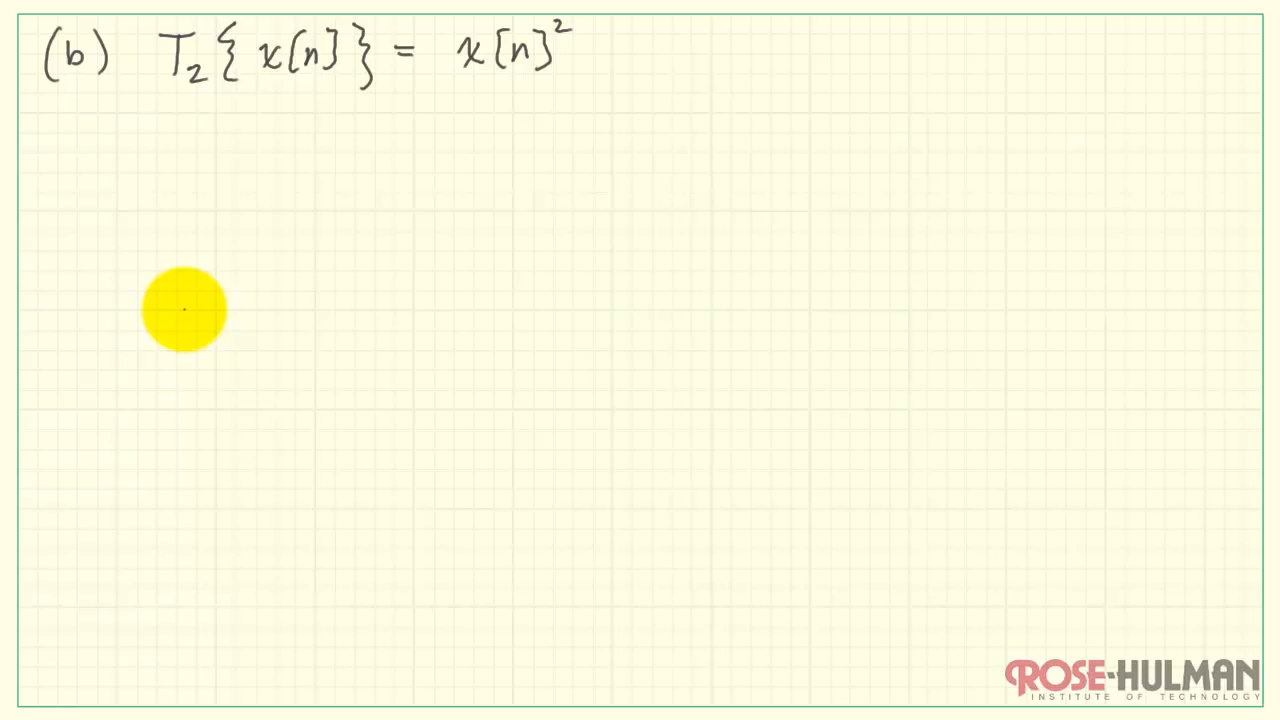 (b) T₂{x[n]} = x[n]²
ROSE-HULMAN
INSTITUTE OF TECHNOLOGY